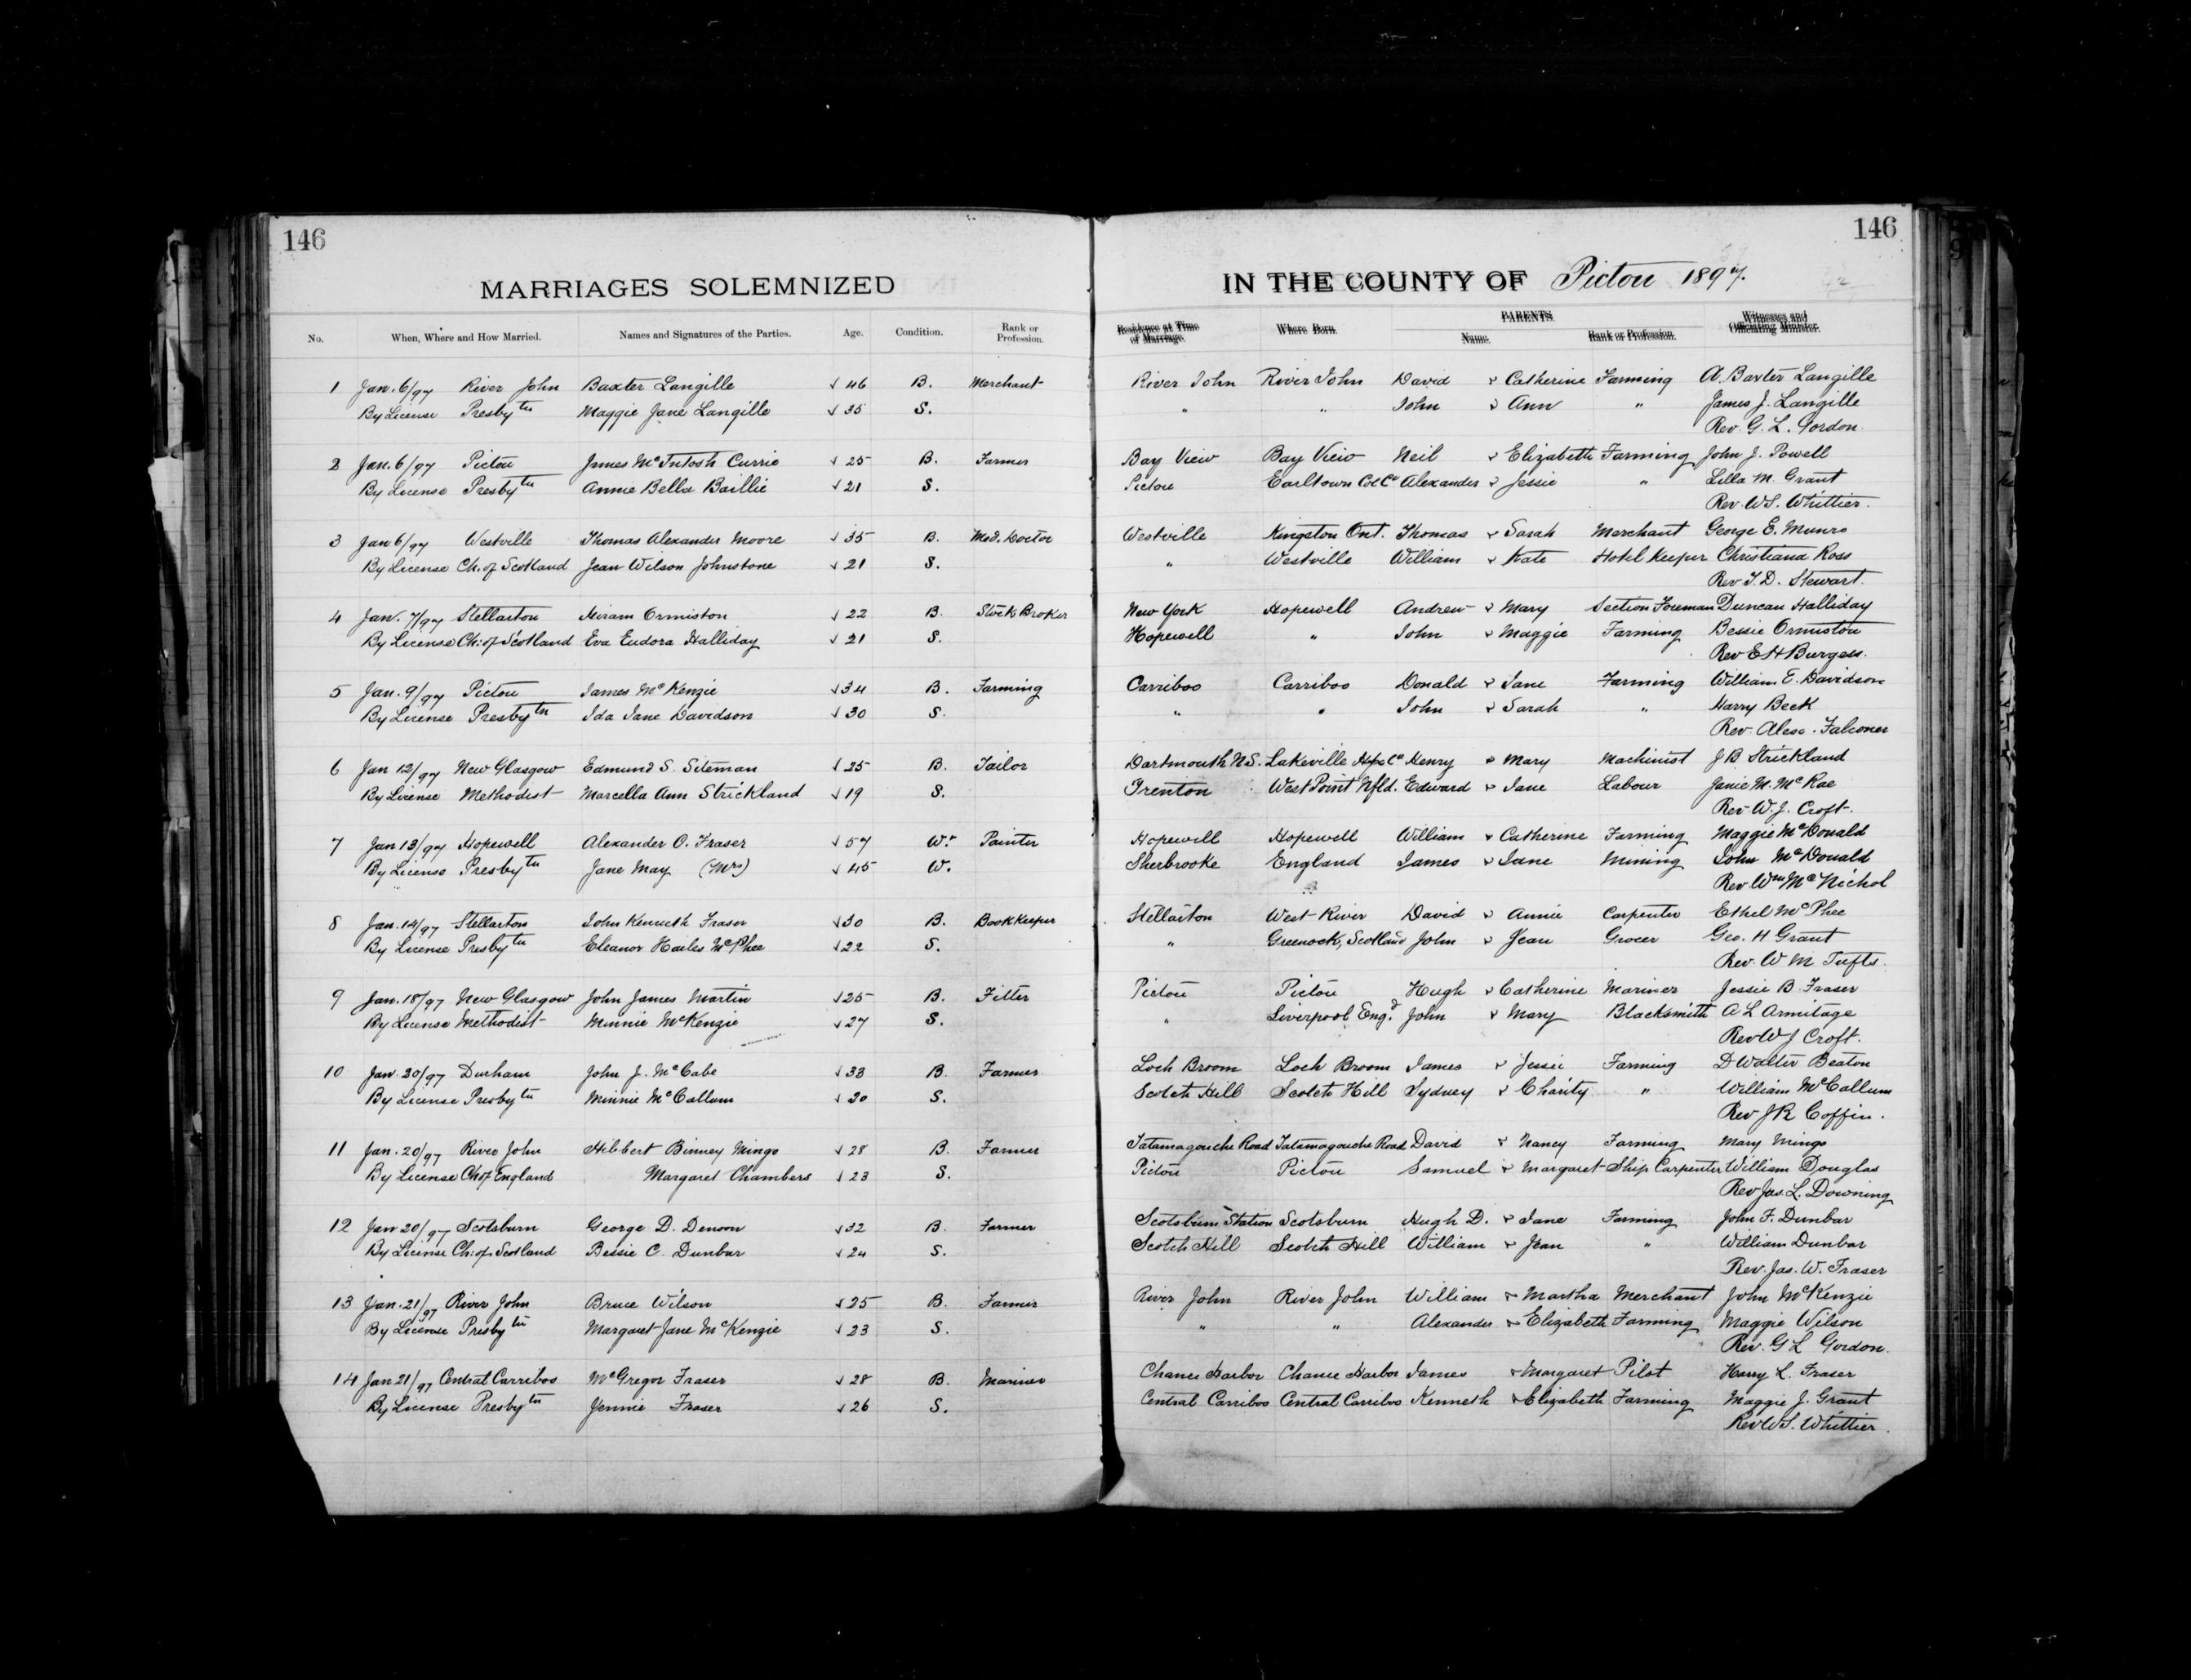 146
146
MARRIAGES SOLEMNIZED
IN THE COUNTY OF Pictou 1897.
No. When, Where and How Married. Names and Signatures of the Parties. Age. Condition. Rank or Profession. Residence at Time of Marriage. Where Born. PARENTS. Name. Rank or Profession. Witnesses and Officiating Minister.
1 Jan. 6/97 River John Baxter Langille 46 B. Merchant River John River John David & Catherine Farming A. Baxter Langille
By License Presbytn Maggie Jane Langille 35 S. " " John & Ann " James J. Langille
Rev. G. L. Gordon.
2 Jan. 6/97 Pictou James McIntosh Currie 25 B. Farmer Bay View Bay View Neil & Elizabeth Farming John J. Powell
By License Presbytn Annie Bella Baillie 21 S. Pictou Earltown Col Co Alexander & Jessie " Lilla M. Grant
Rev. W.S. Whittier.
3 Jan 6/97 Westville Thomas Alexander Moore 35 B. Med. Doctor Westville Kingston Ont. Thomas & Sarah Merchant George E. Munro
By License Ch. of Scotland Jean Wilson Johnstone 21 S. " Westville William & Kate Hotel Keeper Christiana Ross
Rev T.D. Stewart.
4 Jan. 7/97 Stellarton Hiram Ormiston 22 B. Stock Broker New York Hopewell Andrew & Mary Section Foreman Duncan Halliday
By License Ch. of Scotland Eva Eudora Halliday 21 S. Hopewell " John & Maggie Farming Bessie Ormiston
Rev E H Burgess.
5 Jan. 9/97 Pictou James McKenzie 34 B. Farming Carriboo Carriboo Donald & Jane Farming William E. Davidson
By License Presbytn Ida Jane Davidson 30 S. " " John & Sarah " Harry Beck
Rev. Alexr. Falconer
6 Jan 12/97 New Glasgow Edmund S. Siteman 25 B. Tailor Dartmouth N.S. Lakeville Hfx Co Henry & Mary Machinist J B Strickland
By License Methodist Marcella Ann Strickland 19 S. Trenton West Point Nfld. Edward & Jane Labour Janie M. McRae
Rev W. J. Croft.
7 Jan 13/97 Hopewell Alexander O. Fraser 57 Wr Painter Hopewell Hopewell William & Catherine Farming Maggie McDonald
By License Presbytn Jane May (Mrs) 45 W. Sherbrooke England James & Jane Mining John McDonald
Rev Wm McNichol
8 Jan. 14/97 Stellarton John Kenneth Fraser 30 B. BookKeeper Stellarton West River David & Annie Carpenter Ethel McPhee
By License Presbytn Eleanor Hailes McPhee 22 S. " Greenock, Scotland John & Jean Grocer Geo. H Grant
Rev. W M Tufts.
9 Jan. 18/97 New Glasgow John James Martin 25 B. Fitter Pictou Pictou Hugh & Catherine Mariner Jessie B. Fraser
By License Methodist Minnie McKenzie 27 S. " Liverpool Engd. John & Mary Blacksmith A L Armitage
Rev W J Croft.
10 Jan. 20/97 Durham John J. McCabe 33 B. Farmer Loch Broom Loch Broom James & Jessie Farming D Walter Beaton
By License Presbytn Minnie McCallum 30 S. Scotch Hill Scotch Hill Sydney & Charity " William McCallum
Rev J R Coffin.
11 Jan. 20/97 River John Hibbert Binney Mingo 28 B. Farmer Tatamagouche Road Tatamagouche Road David & Nancy Farming Mary Mingo
By License Ch of England Margaret Chambers 23 S. Pictou Pictou Samuel & Margaret Ship Carpenter William Douglas
Rev Jas. L. Downing
12 Jan 20/97 Scotsburn George D. Denoon 32 B. Farmer Scotsburn Station Scotsburn Hugh D. & Jane Farming John F. Dunbar
By License Ch. of Scotland Bessie C. Dunbar 24 S. Scotch Hill Scotch Hill William & Jean " William Dunbar
Rev. Jas. W. Fraser
13 Jan. 21/97 River John Bruce Wilson 25 B. Farmer River John River John William & Martha Merchant John McKenzie
By License Presbytn Margaret Jane McKenzie 23 S. " " Alexander & Elizabeth Farming Maggie Wilson
Rev. G L Gordon.
14 Jan 21/97 Central Carriboo McGregor Fraser 28 B. Mariner Chance Harbor Chance Harbor James & Margaret Pilot Harry L. Fraser
By License Presbytn Jennie Fraser 26 S. Central Carriboo Central Carriboo Kenneth & Elizabeth Farming Maggie J. Grant
Rev W.S. Whittier.